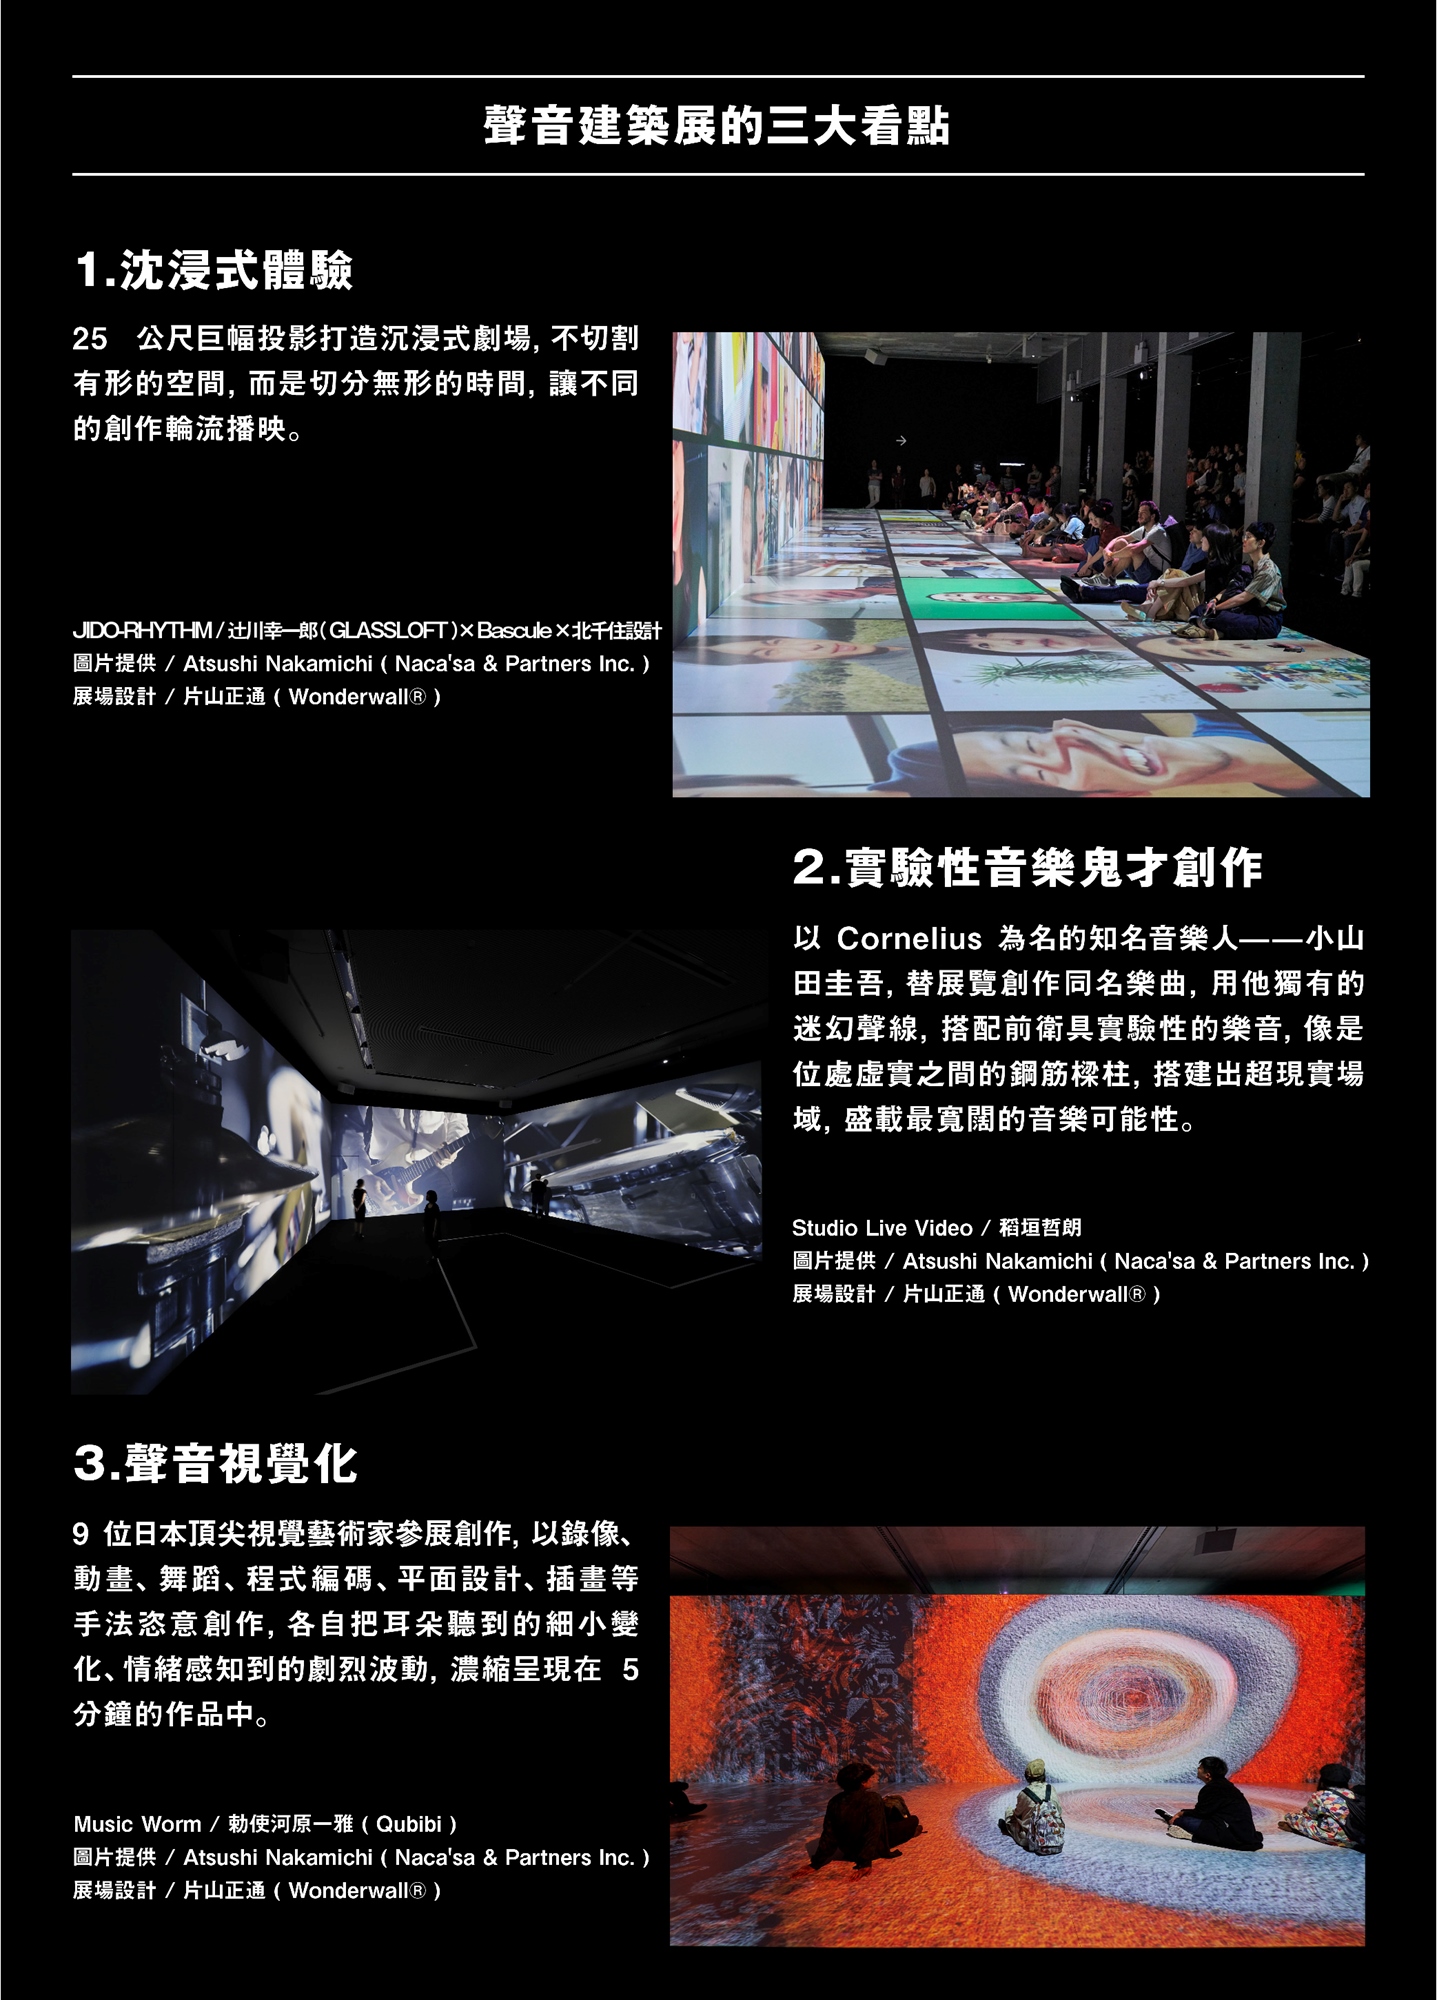 聲音建築展的三大看點
1.沈浸式體驗
25 公尺巨幅投影打造沉浸式劇場, 不切割
有形的空間, 而是切分無形的時間, 讓不同
的創作輪流播映。
JIDO-RHYTHM / 辻川幸一郎 ( GLASSLOFT ) × Bascule × 北千住設計
圖片提供 / Atsushi Nakamichi ( Naca'sa & Partners Inc. )
展場設計 / 片山正通 ( Wonderwall® )
2.實驗性音樂鬼才創作
以 Cornelius 為名的知名音樂人——小山
田圭吾, 替展覽創作同名樂曲, 用他獨有的
迷幻聲線, 搭配前衛具實驗性的樂音, 像是
位處虛實之間的鋼筋樑柱, 搭建出超現實場
域, 盛載最寬闊的音樂可能性。
Studio Live Video / 稻垣哲朗
圖片提供 / Atsushi Nakamichi ( Naca'sa & Partners Inc. )
展場設計 / 片山正通 ( Wonderwall® )
3.聲音視覺化
9 位日本頂尖視覺藝術家參展創作, 以錄像、
動畫、舞蹈、程式編碼、平面設計、插畫等
手法恣意創作, 各自把耳朵聽到的細小變
化、情緒感知到的劇烈波動, 濃縮呈現在 5
分鐘的作品中。
Music Worm / 勅使河原一雅 ( Qubibi )
圖片提供 / Atsushi Nakamichi ( Naca'sa & Partners Inc. )
展場設計 / 片山正通 ( Wonderwall® )